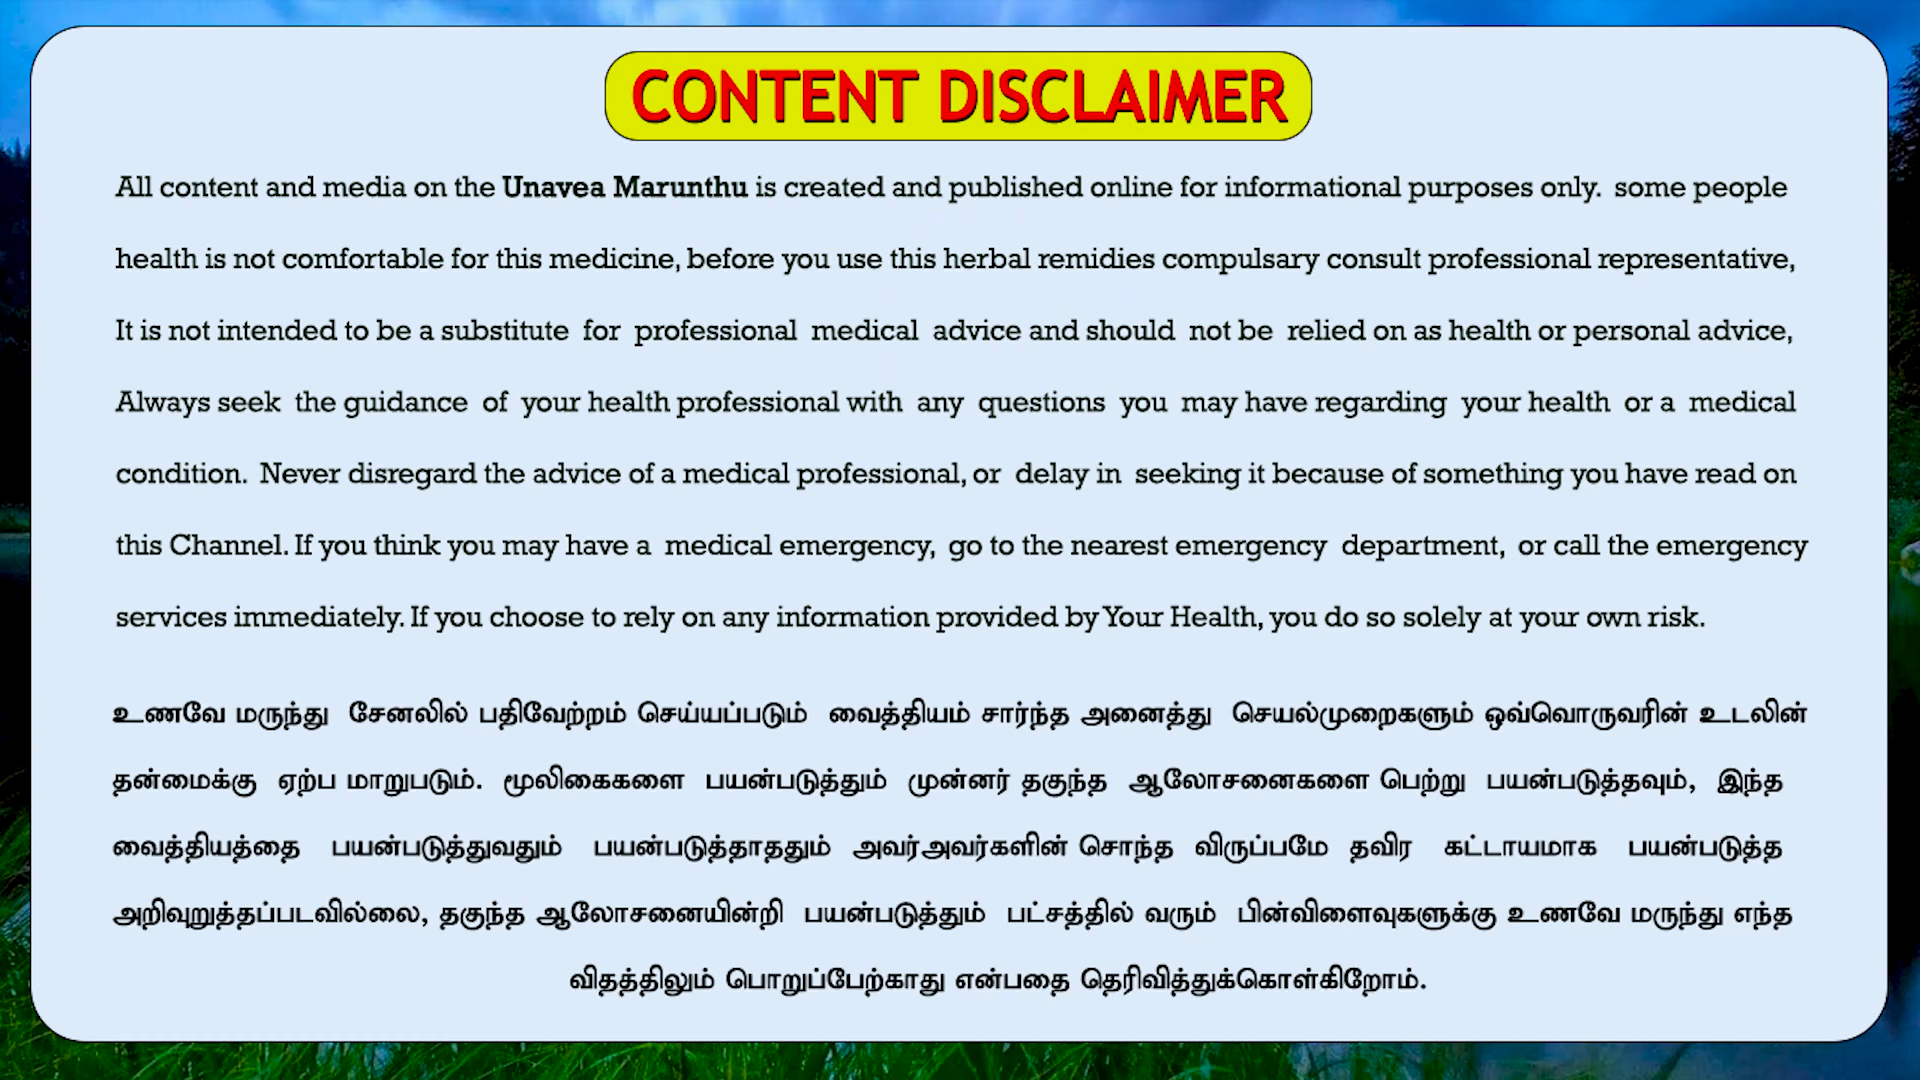 CONTENT DISCLAIMER
All content and media on the Unavea Marunthu is created and published online for informational purposes only. some people
health is not comfortable for this medicine, before you use this herbal remidies compulsary consult professional representative,
It is not intended to be a substitute for professional medical advice and should not be relied on as health or personal advice,
Always seek the guidance of your health professional with any questions you may have regarding your health or a medical
condition. Never disregard the advice of a medical professional, or delay in seeking it because of something you have read on
this Channel. If you think you may have a medical emergency, go to the nearest emergency department, or call the emergency
services immediately. If you choose to rely on any information provided by Your Health, you do so solely at your own risk.
உணவே மருந்து சேனலில் பதிவேற்றம் செய்யப்படும் வைத்தியம் சார்ந்த அனைத்து செயல்முறைகளும் ஒவ்வொருவரின் உடலின்
தன்மைக்கு ஏற்ப மாறுபடும். மூலிகைகளை பயன்படுத்தும் முன்னர் தகுந்த ஆலோசனைகளை பெற்று பயன்படுத்தவும், இந்த
வைத்தியத்தை பயன்படுத்துவதும் பயன்படுத்தாததும் அவர்அவர்களின் சொந்த விருப்பமே தவிர கட்டாயமாக பயன்படுத்த
அறிவுறுத்தப்படவில்லை, தகுந்த ஆலோசனையின்றி பயன்படுத்தும் பட்சத்தில் வரும் பின்விளைவுகளுக்கு உணவே மருந்து எந்த
விதத்திலும் பொறுப்பேற்காது என்பதை தெரிவித்துக்கொள்கிறோம்.